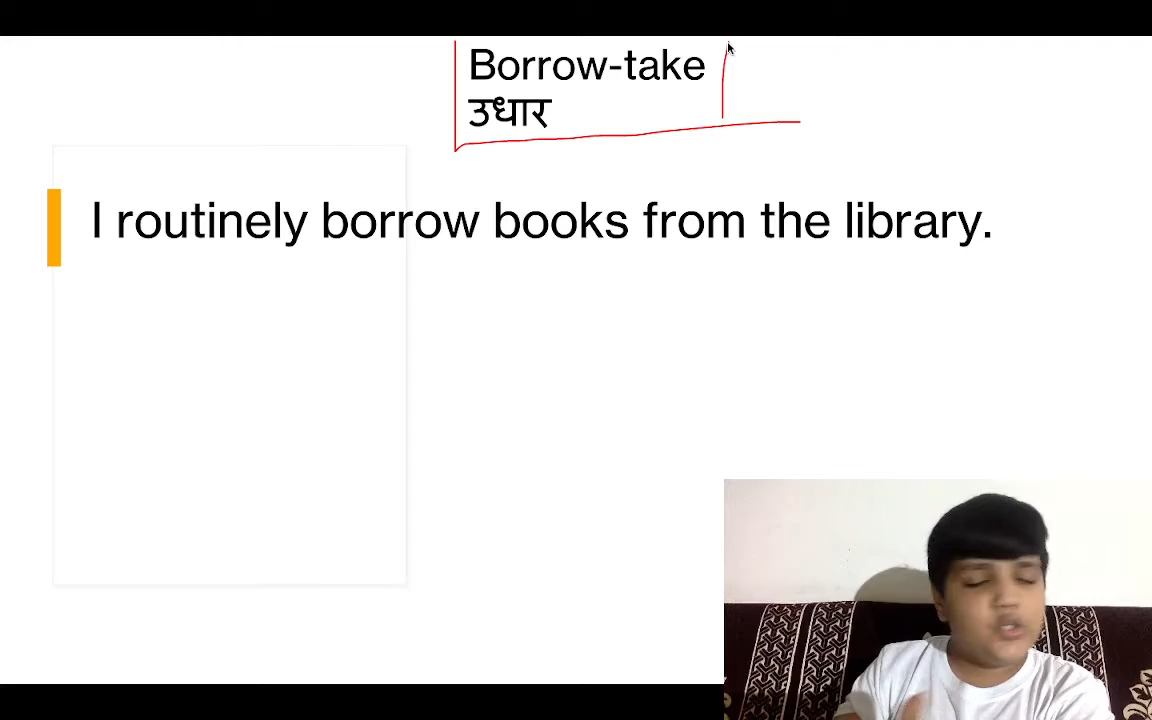 Borrow-take
उधार
I routinely borrow books from the library.